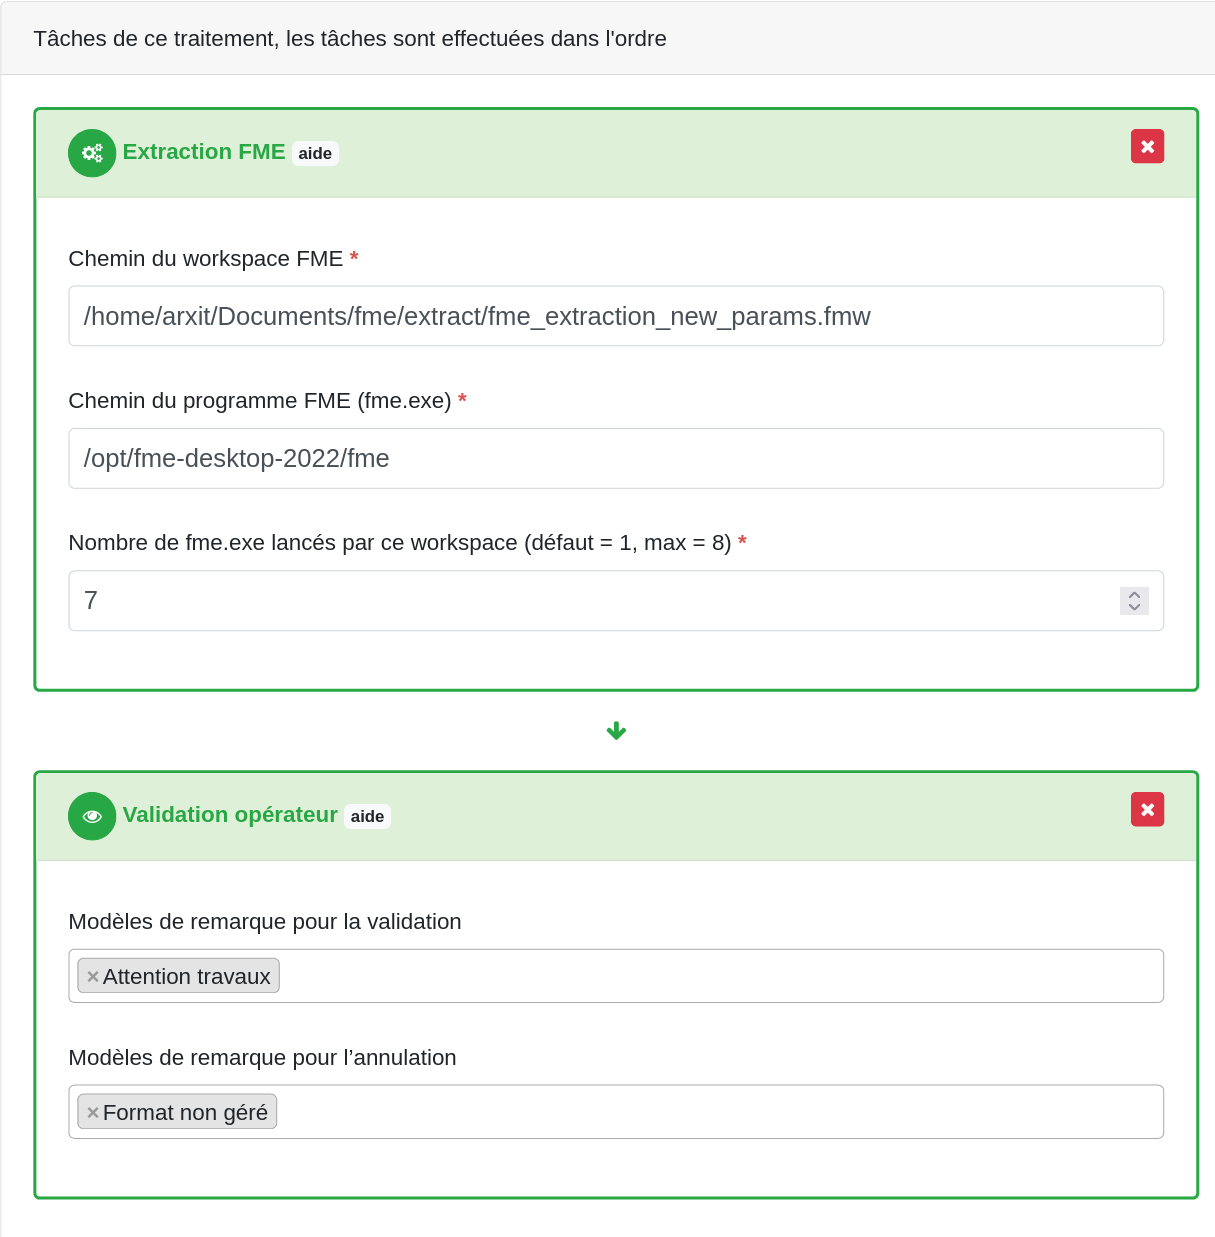 Tâches de ce traitement, les tâches sont effectuées dans l'ordre
Extraction FME aide
Chemin du workspace FME *
/home/arxit/Documents/fme/extract/fme_extraction_new_params.fmw
Chemin du programme FME (fme.exe) *
/opt/fme-desktop-2022/fme
Nombre de fme.exe lancés par ce workspace (défaut = 1, max = 8) *
7
Validation opérateur aide
Modèles de remarque pour la validation
×Attention travaux
Modèles de remarque pour l’annulation
×Format non géré